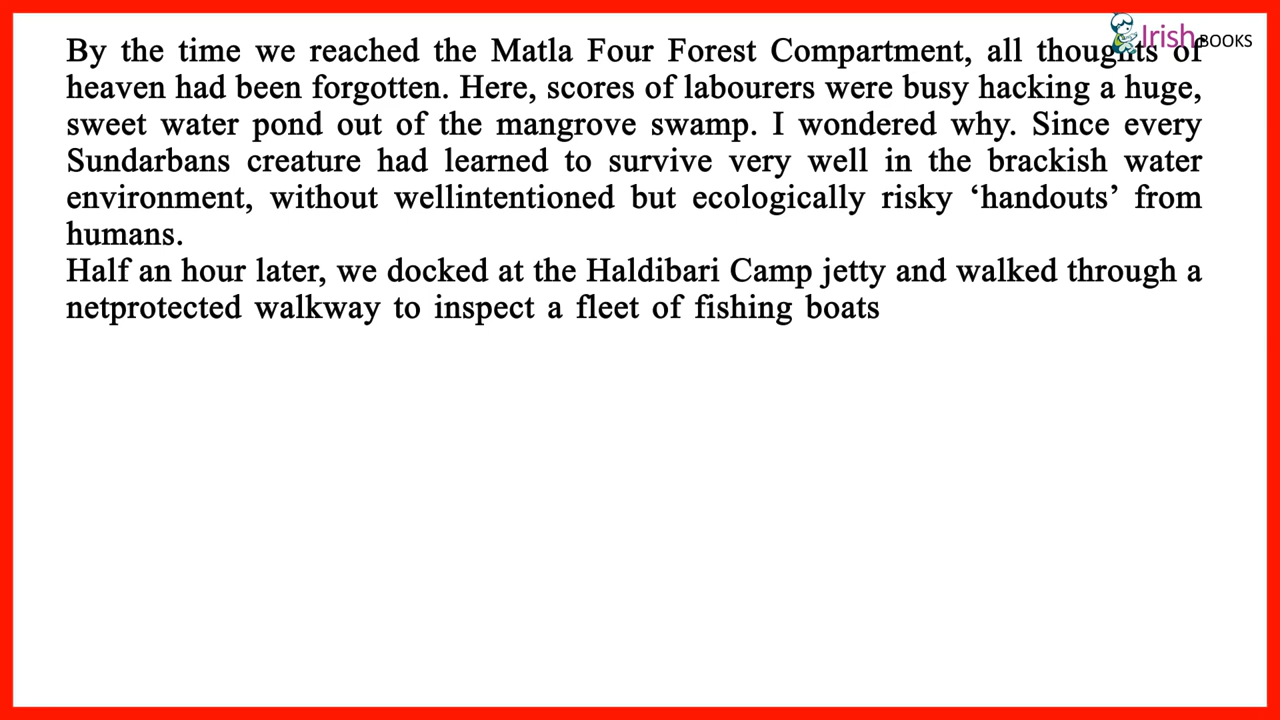 By the time we reached the Matla Four Forest Compartment, all thoughts of
heaven had been forgotten. Here, scores of labourers were busy hacking a huge,
sweet water pond out of the mangrove swamp. I wondered why. Since every
Sundarbans creature had learned to survive very well in the brackish water
environment, without wellintentioned but ecologically risky ‘handouts’ from
humans.
Half an hour later, we docked at the Haldibari Camp jetty and walked through a
netprotected walkway to inspect a fleet of fishing boats
Irish BOOKS